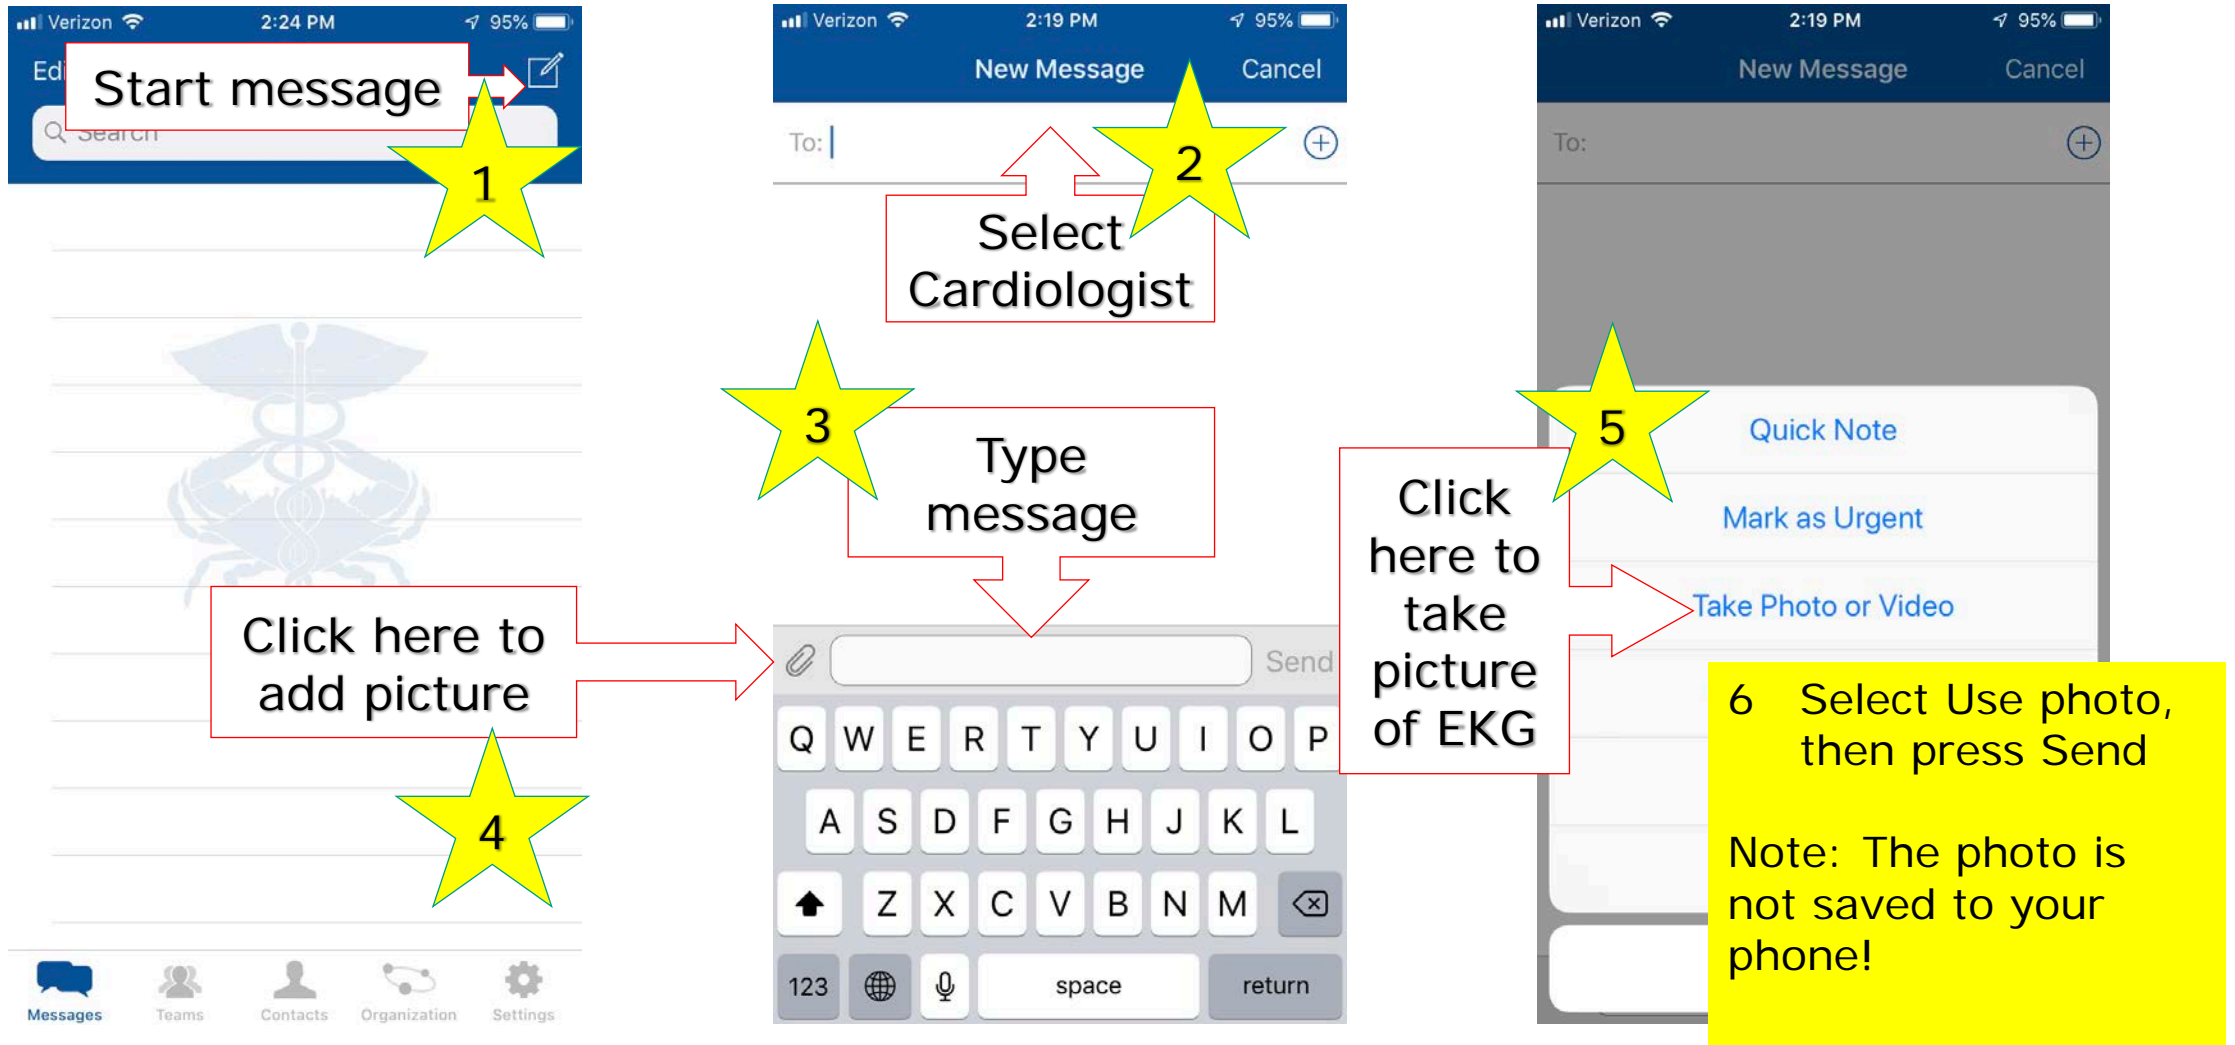 Verizon 2:24 PM 95%
Edi
Start message
Search
1
Click here to
add picture
4
Messages Teams Contacts Organization Settings
Verizon 2:19 PM 95%
New Message Cancel
To:
2
Select
Cardiologist
3
Type
message
Send
Q W E R T Y U I O P
A S D F G H J K L
Z X C V B N M
123 space return
Verizon 2:19 PM 95%
New Message Cancel
To:
5
Quick Note
Mark as Urgent
Take Photo or Video
Click
here to
take
picture
of EKG
6 Select Use photo,
then press Send
Note: The photo is
not saved to your
phone!